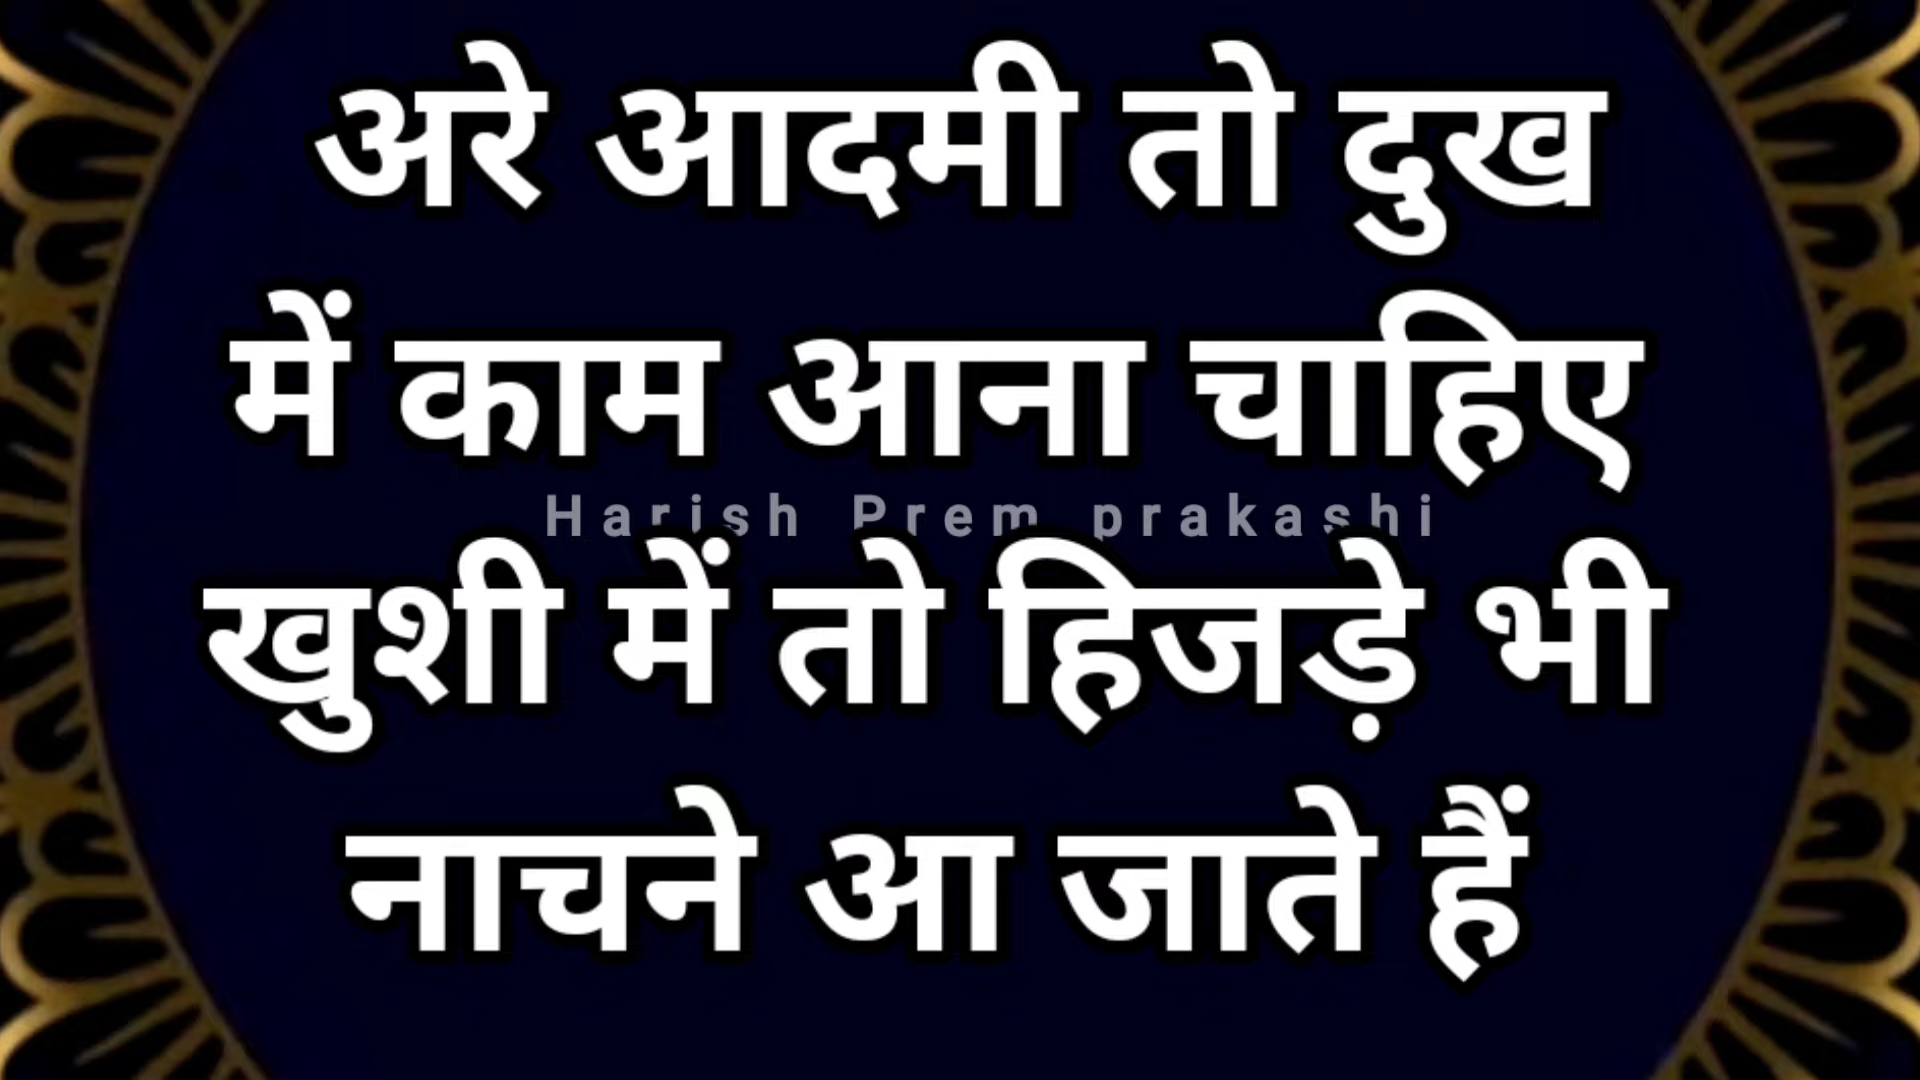 अरे आदमी तो दुख
में काम आना चाहिए
Harish Prem prakashi
खुशी में तो हिजड़े भी
नाचने आ जाते हैं